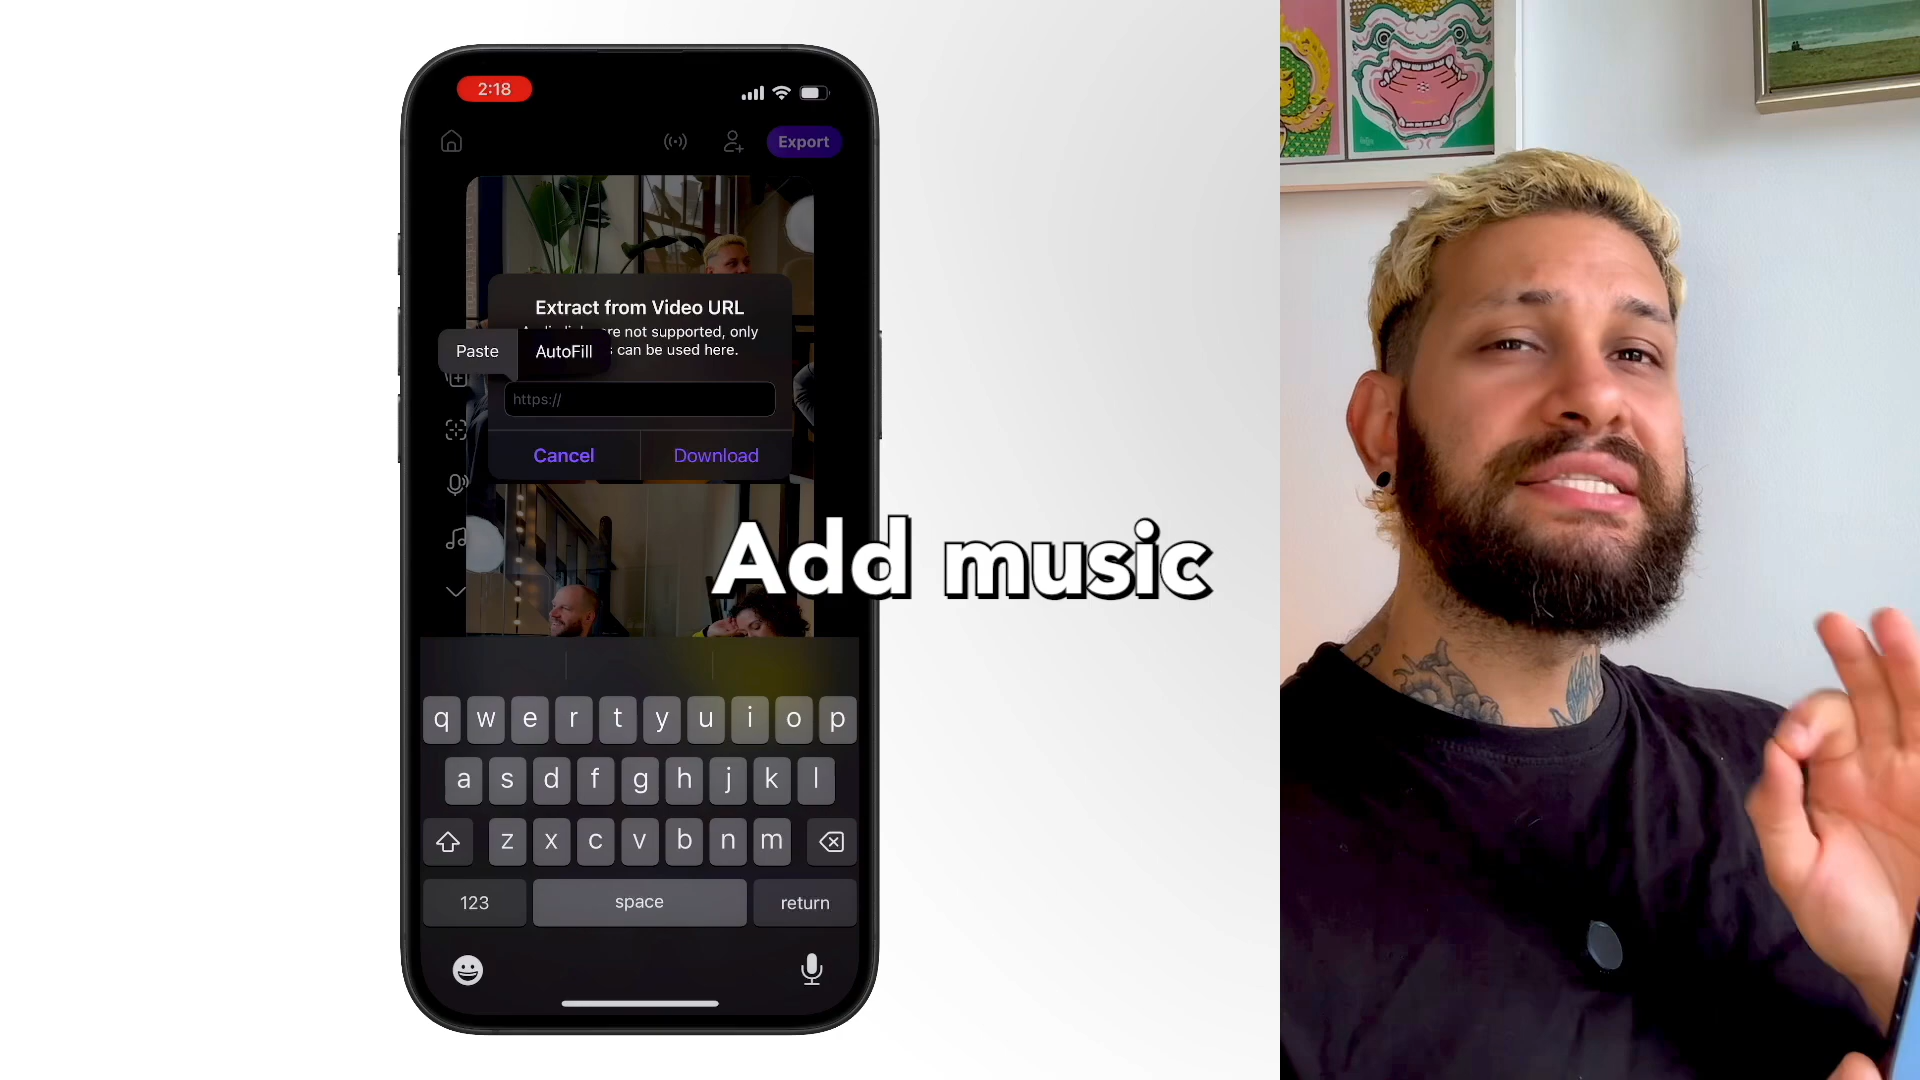 2:18
Export
Extract from Video URL
are not supported, only
can be used here.
Paste
AutoFill
https://
Cancel
Download
Add music
q w e r t y u i o p
a s d f g h j k l
z x c v b n m
123
space
return